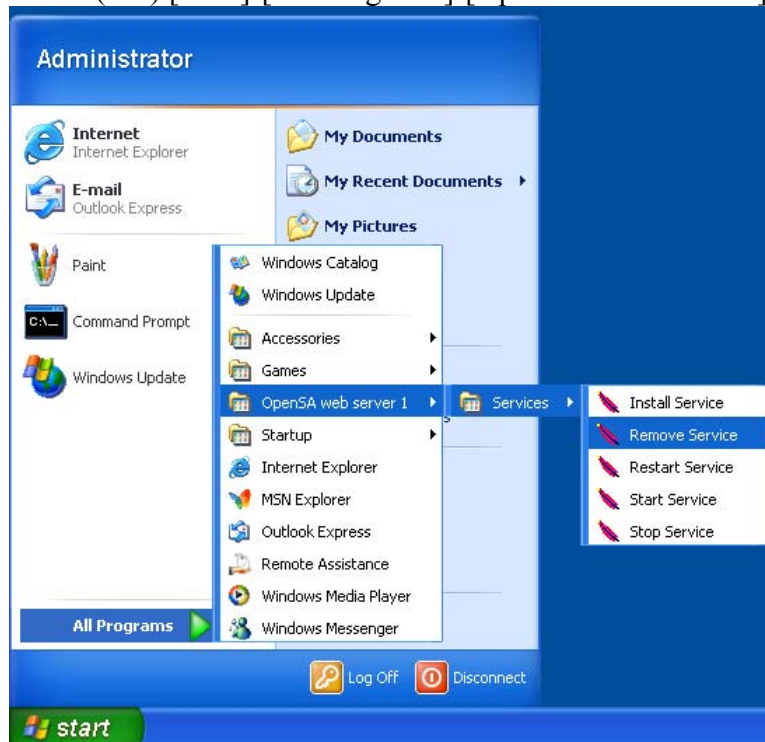 Administrator
Internet
Internet Explorer
E-mail
Outlook Express
Paint
C:\_
Command Prompt
Windows Update
All Programs
My Documents
My Recent Documents
My Pictures
Windows Catalog
Windows Update
Accessories
Games
OpenSA web server 1
Startup
Internet Explorer
MSN Explorer
Outlook Express
Remote Assistance
Windows Media Player
Windows Messenger
Services
Install Service
Remove Service
Restart Service
Start Service
Stop Service
Log Off
Disconnect
start